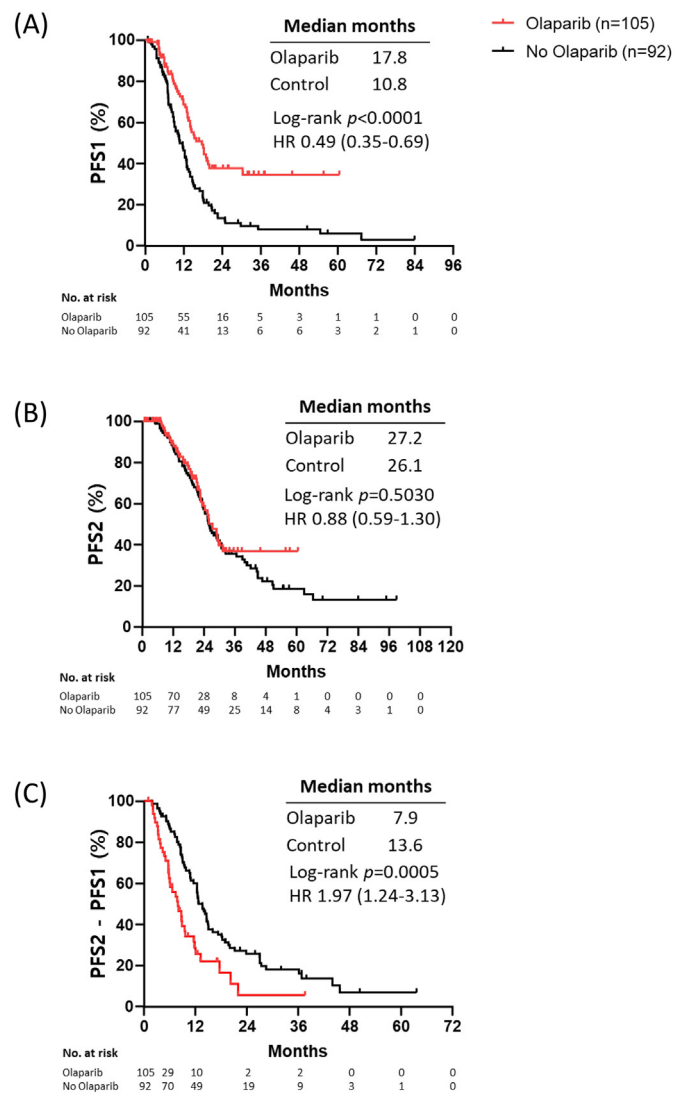 Olaparib (n=105)
No Olaparib (n=92)
(A)
Median months
Olaparib 17.8
Control 10.8
Log-rank p<0.0001
HR 0.49 (0.35-0.69)
PFS1 (%)
100
80
60
40
20
0
0 12 24 36 48 60 72 84 96
Months
No. at risk
Olaparib 105 55 16 5 3 1 1 0 0
No Olaparib 92 41 13 6 6 3 2 1 0
(B)
Median months
Olaparib 27.2
Control 26.1
Log-rank p=0.5030
HR 0.88 (0.59-1.30)
PFS2 (%)
100
80
60
40
20
0
0 12 24 36 48 60 72 84 96 108 120
Months
No. at risk
Olaparib 105 70 28 8 4 1 0 0 0 0
No Olaparib 92 77 49 25 14 8 4 3 1 0
(C)
Median months
Olaparib 7.9
Control 13.6
Log-rank p=0.0005
HR 1.97 (1.24-3.13)
PFS2 - PFS1 (%)
100
80
60
40
20
0
0 12 24 36 48 60 72
Months
No. at risk
Olaparib 105 29 10 2 2 0 0 0
No Olaparib 92 70 49 19 9 3 1 0